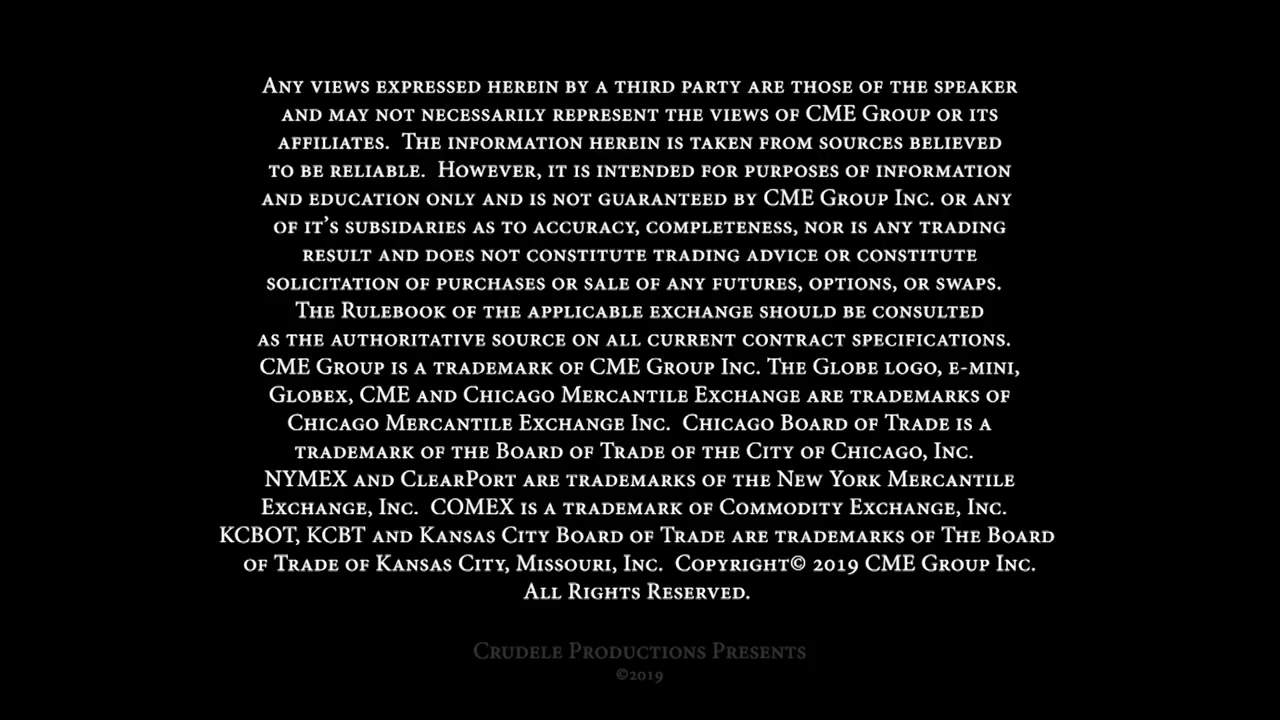 Any views expressed herein by a third party are those of the speaker
and may not necessarily represent the views of CME Group or its
affiliates.  The information herein is taken from sources believed
to be reliable.  However, it is intended for purposes of information
and education only and is not guaranteed by CME Group Inc. or any
of it's subsidaries as to accuracy, completeness, nor is any trading
result and does not constitute trading advice or constitute
solicitation of purchases or sale of any futures, options, or swaps.
The Rulebook of the applicable exchange should be consulted
as the authoritative source on all current contract specifications.
CME Group is a trademark of CME Group Inc. The Globe logo, e-mini,
Globex, CME and Chicago Mercantile Exchange are trademarks of
Chicago Mercantile Exchange Inc.  Chicago Board of Trade is a
trademark of the Board of Trade of the City of Chicago, Inc.
NYMEX and ClearPort are trademarks of the New York Mercantile
Exchange, Inc.  COMEX is a trademark of Commodity Exchange, Inc.
KCBOT, KCBT and Kansas City Board of Trade are trademarks of The Board
of Trade of Kansas City, Missouri, Inc.  Copyright© 2019 CME Group Inc.
All Rights Reserved.
Crudele Productions Presents
©2019